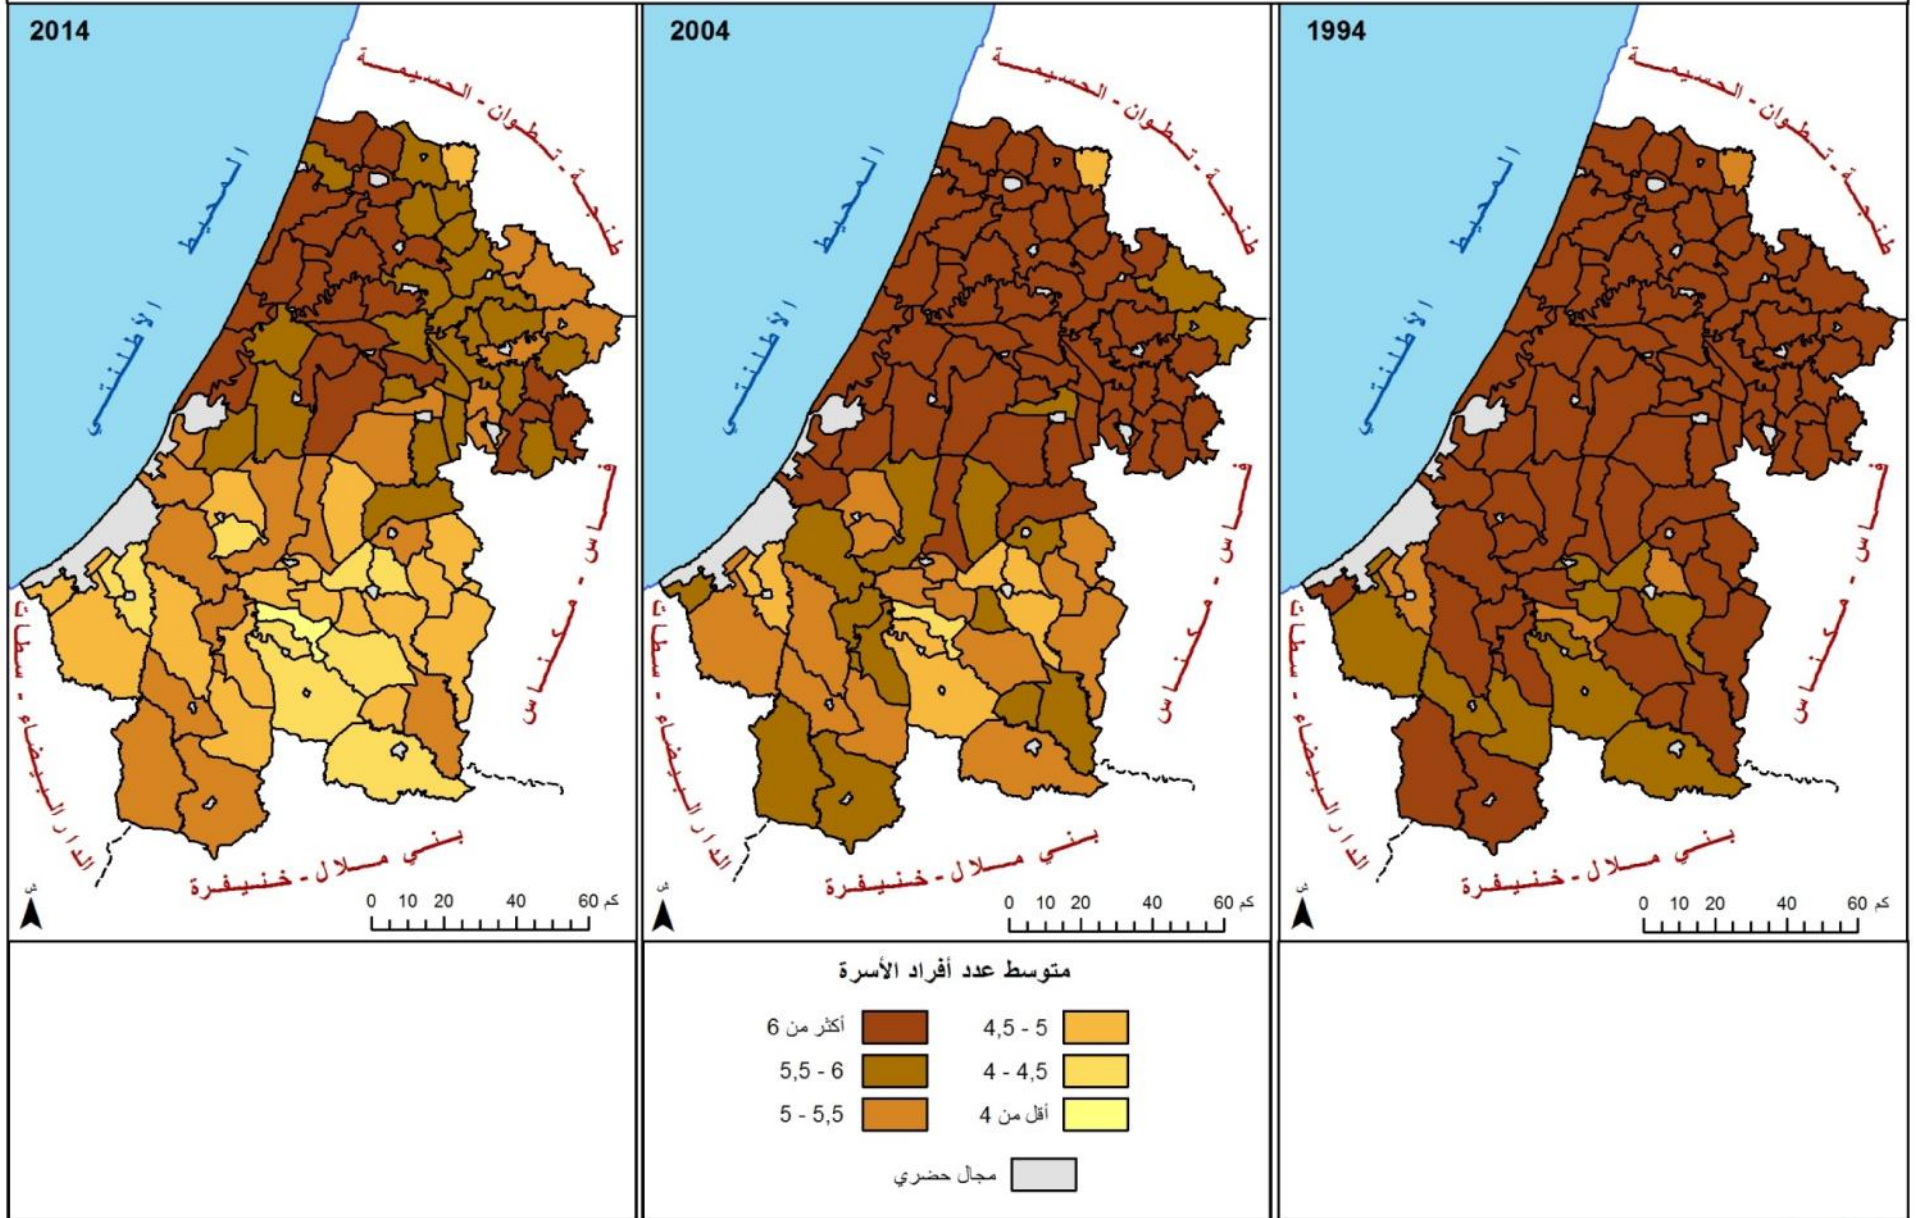 1994
طنجة - تطوان - الحسيمة
المحيط
الأطلنتي
فاس - مكناس
الدار البيضاء - سطات
بني ملال - خنيفرة
ش
0 10 20 40 60 كم
2004
طنجة - تطوان - الحسيمة
المحيط
الأطلنتي
فاس - مكناس
الدار البيضاء - سطات
بني ملال - خنيفرة
ش
0 10 20 40 60 كم
2014
طنجة - تطوان - الحسيمة
المحيط
الأطلنتي
فاس - مكناس
الدار البيضاء - سطات
بني ملال - خنيفرة
ش
0 10 20 40 60 كم
متوسط عدد أفراد الأسرة
4,5 - 5
4 - 4,5
أقل من 4
أكثر من 6
5,5 - 6
5 - 5,5
مجال حضري